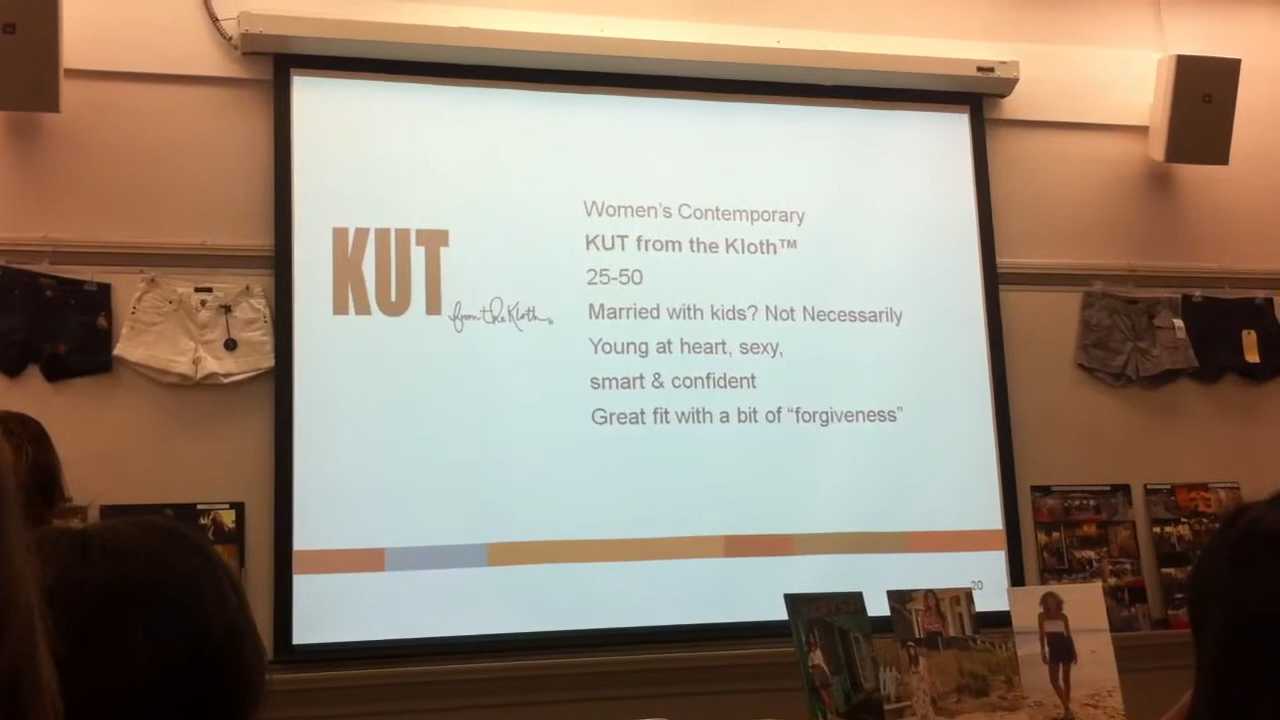 KUT
from the Kloth®
Women's Contemporary
KUT from the Kloth™
25-50
Married with kids? Not Necessarily
Young at heart, sexy,
smart & confident
Great fit with a bit of “forgiveness”
20